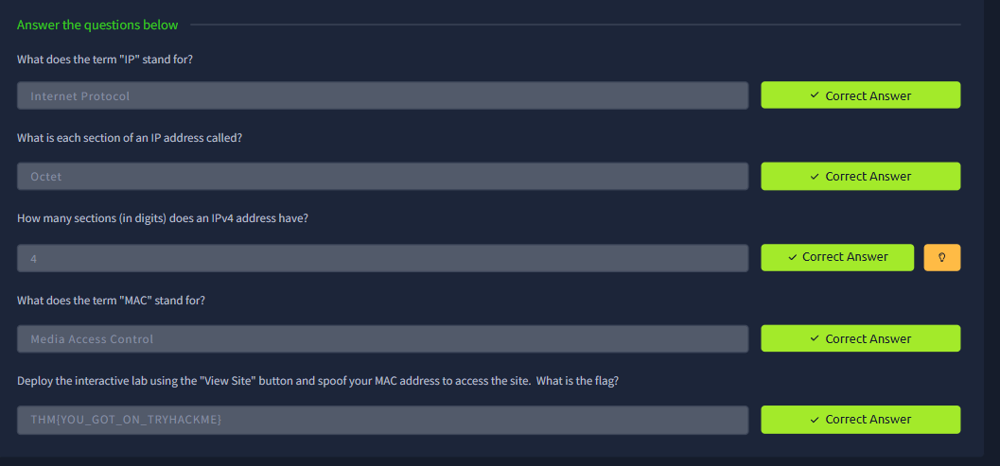 Answer the questions below
What does the term "IP" stand for?
Internet Protocol
✓ Correct Answer
What is each section of an IP address called?
Octet
✓ Correct Answer
How many sections (in digits) does an IPv4 address have?
4
✓ Correct Answer
What does the term "MAC" stand for?
Media Access Control
✓ Correct Answer
Deploy the interactive lab using the "View Site" button and spoof your MAC address to access the site. What is the flag?
THM{YOU_GOT_ON_TRYHACKME}
✓ Correct Answer